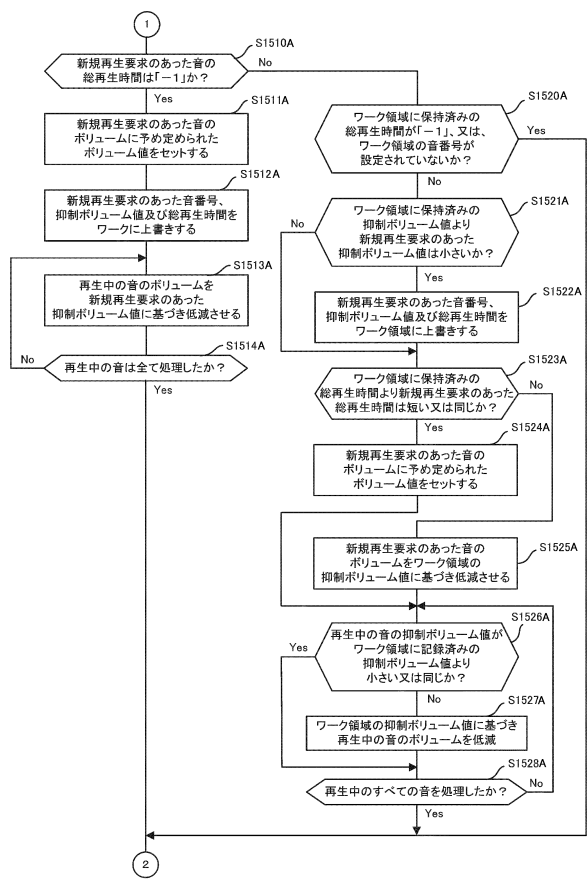 1
S1510A
新規再生要求のあった音の
総再生時間は「－１」か？
No
Yes
S1511A
新規再生要求のあった音の
ボリュームに予め定められた
ボリューム値をセットする
S1512A
新規再生要求のあった音番号、
抑制ボリューム値及び総再生時間を
ワークに上書きする
S1513A
再生中の音のボリュームを
新規再生要求のあった
抑制ボリューム値に基づき低減させる
S1514A
No
再生中の音は全て処理したか？
Yes
S1520A
ワーク領域に保持済みの
総再生時間が「－１」、又は、
ワーク領域の音番号が
設定されていないか？
Yes
No
S1521A
No
ワーク領域に保持済みの
抑制ボリューム値より
新規再生要求のあった
抑制ボリューム値は小さいか？
Yes
S1522A
新規再生要求のあった音番号、
抑制ボリューム値及び総再生時間を
ワーク領域に上書きする
S1523A
ワーク領域に保持済みの
総再生時間より新規再生要求のあった
総再生時間は短い又は同じか？
No
Yes
S1524A
新規再生要求のあった音の
ボリュームに予め定められた
ボリューム値をセットする
S1525A
新規再生要求のあった音の
ボリュームをワーク領域の
抑制ボリューム値に基づき低減させる
S1526A
Yes
再生中の音の抑制ボリューム値が
ワーク領域に記録済みの
抑制ボリューム値より
小さい又は同じか？
No
S1527A
ワーク領域の抑制ボリューム値に基づき
再生中の音のボリュームを低減
S1528A
再生中のすべての音を処理したか？
No
Yes
2